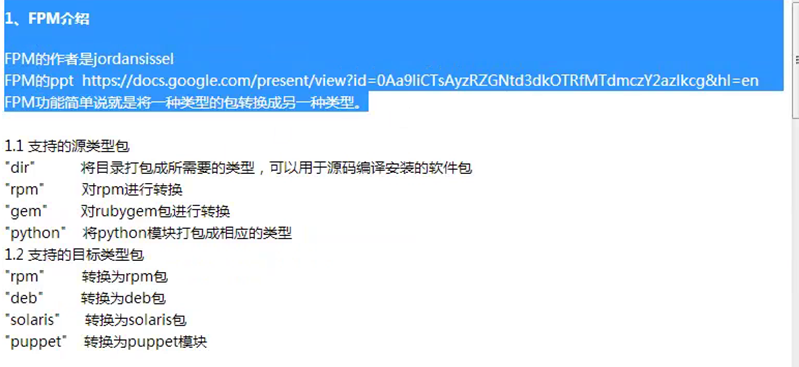 1、FPM介绍
FPM的作者是jordansissel
FPM的ppt https://docs.google.com/present/view?id=0Aa9liCTsAyzRZGNtd3dkOTRfMTdmczY2azlkcg&hl=en
FPM功能简单说就是将一种类型的包转换成另一种类型。
1.1 支持的源类型包
"dir" 将目录打包成所需要的类型，可以用于源码编译安装的软件包
"rpm" 对rpm进行转换
"gem" 对rubygem包进行转换
"python" 将python模块打包成相应的类型
1.2 支持的目标类型包
"rpm" 转换为rpm包
"deb" 转换为deb包
"solaris" 转换为solaris包
"puppet" 转换为puppet模块